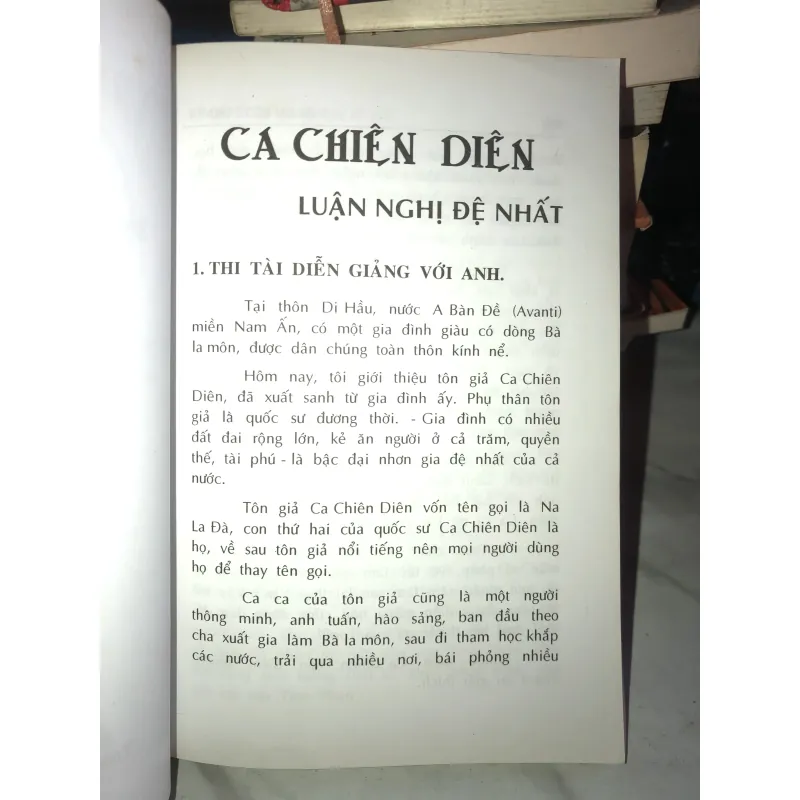 CA CHIÊN DIÊN
LUẬN NGHỊ ĐỆ NHẤT
1. THI TÀI DIỄN GIẢNG VỚI ANH.
Tại thôn Di Hầu, nước A Bàn Đề (Avanti)
miền Nam Ấn, có một gia đình giàu có dòng Bà
la môn, được dân chúng toàn thôn kính nể.
Hôm nay, tôi giới thiệu tôn giả Ca Chiên
Diên, đã xuất sanh từ gia đình ấy. Phụ thân tôn
giả là quốc sư đương thời. - Gia đình có nhiều
đất đai rộng lớn, kẻ ăn người ở cả trăm, quyền
thế, tài phú - là bậc đại nhơn gia đệ nhất của cả
nước.
Tôn giả Ca Chiên Diên vốn tên gọi là Na
La Đà, con thứ hai của quốc sư Ca Chiên Diên là
họ, về sau tôn giả nổi tiếng nên mọi người dùng
họ để thay tên gọi.
Ca ca của tôn giả cũng là một người
thông minh, anh tuấn, hào sảng, ban đầu theo
cha xuất gia làm Bà la môn, sau đi tham học khắp
các nước, trải qua nhiều nơi, bái phỏng nhiều